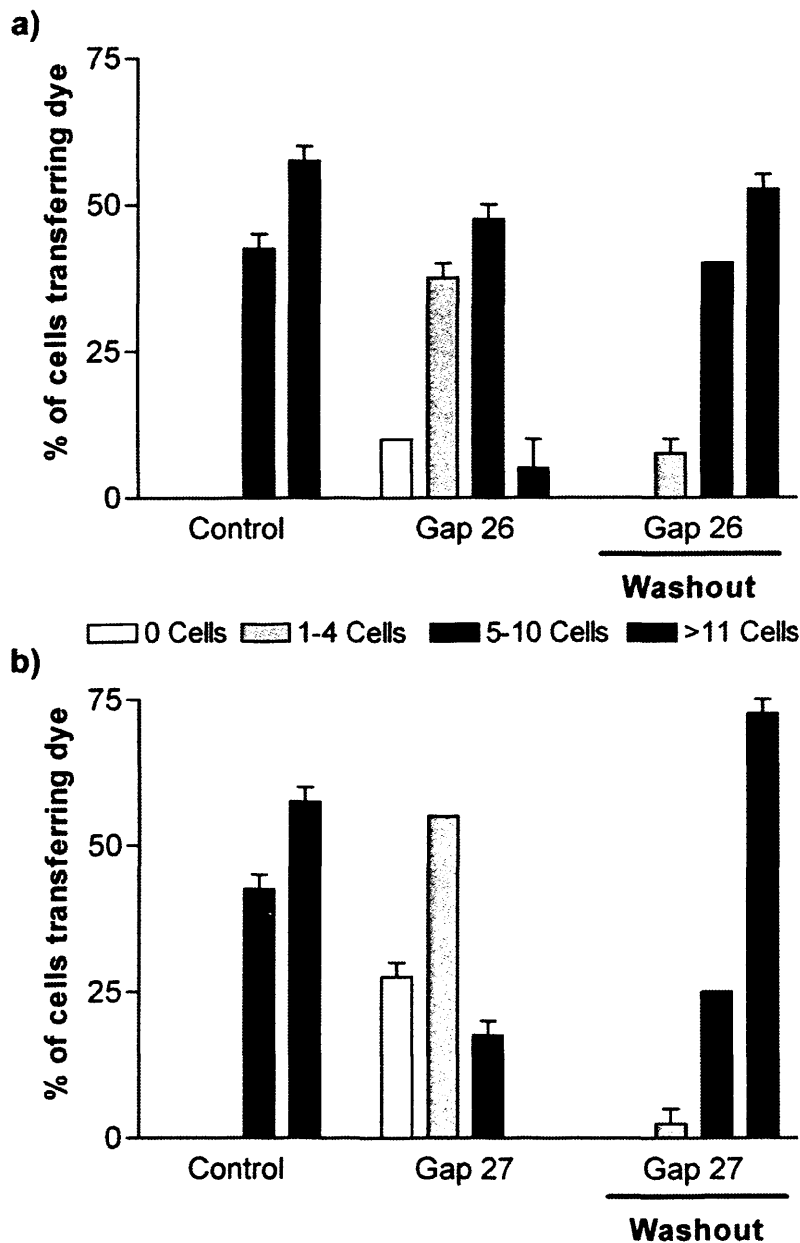 a)
% of cells transferring dye
75
50
25
0
Control
Gap 26
Gap 26
Washout
0 Cells 1-4 Cells 5-10 Cells >11 Cells
b)
% of cells transferring dye
75
50
25
0
Control
Gap 27
Gap 27
Washout